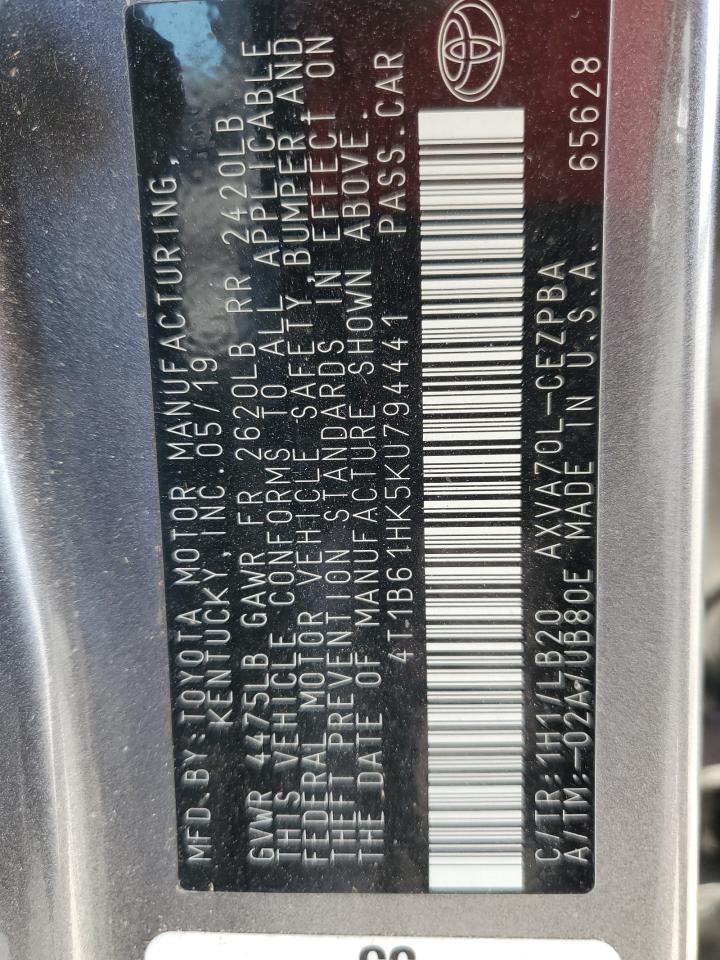 MFD.BY:TOYOTA MOTOR MANUFACTURING,
KENTUCKY,INC.05/19
GVWR 4475LB GAWR FR 2620LB RR 2420LB
THIS VEHICLE CONFORMS TO ALL APPLICABLE
FEDERAL MOTOR VEHICLE SAFETY,BUMPER,AND
THEFT PREVENTION STANDARDS IN EFFECT ON
THE DATE OF MANUFACTURE SHOWN ABOVE.
4T1B61HK5KU794441 PASS.CAR
C/TR:1H1/LB20 AXVA70L-CEZPBA
A/TM:-02A/UB80E MADE IN U.S.A. 65628